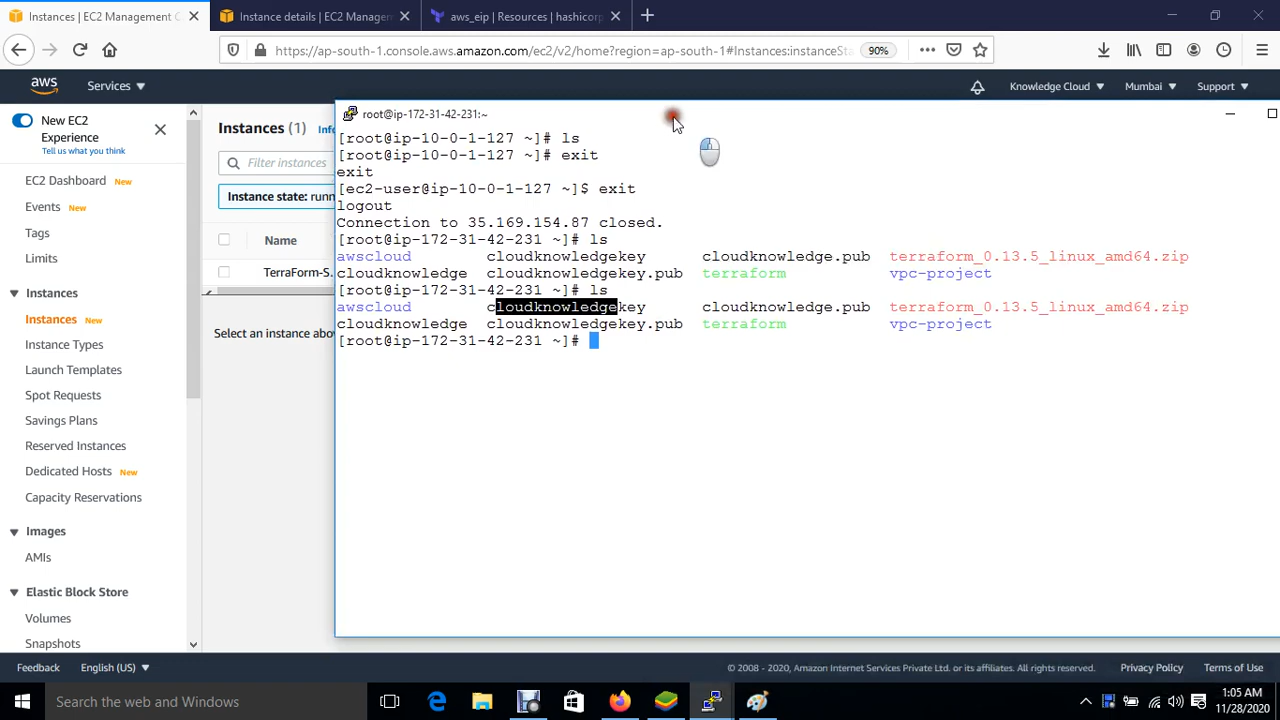 Instances | EC2 Management C
Instance details | EC2 Managem
aws_eip | Resources | hashicorp
https://ap-south-1.console.aws.amazon.com/ec2/v2/home?region=ap-south-1#Instances:instanceSta
90%
aws
Services
Knowledge Cloud
Mumbai
Support
New EC2 Experience
Tell us what you think
EC2 Dashboard New
Events New
Tags
Limits
Instances
Instances New
Instance Types
Launch Templates
Spot Requests
Savings Plans
Reserved Instances
Dedicated Hosts New
Capacity Reservations
Images
AMIs
Elastic Block Store
Volumes
Snapshots
Instances (1) Info
Filter instances
Instance state: runn
Name
TerraForm-S.
Select an instance abo
root@ip-172-31-42-231:~
[root@ip-10-0-1-127 ~]# ls
[root@ip-10-0-1-127 ~]# exit
exit
[ec2-user@ip-10-0-1-127 ~]$ exit
logout
Connection to 35.169.154.87 closed.
[root@ip-172-31-42-231 ~]# ls
awscloud cloudknowledgekey cloudknowledge.pub terraform_0.13.5_linux_amd64.zip
cloudknowledge cloudknowledgekey.pub terraform vpc-project
[root@ip-172-31-42-231 ~]# ls
awscloud cloudknowledgekey cloudknowledge.pub terraform_0.13.5_linux_amd64.zip
cloudknowledge cloudknowledgekey.pub terraform vpc-project
[root@ip-172-31-42-231 ~]#
Feedback
English (US)
© 2008 - 2020, Amazon Internet Services Private Ltd. or its affiliates. All rights reserved.
Privacy Policy
Terms of Use
Search the web and Windows
1:05 AM
11/28/2020